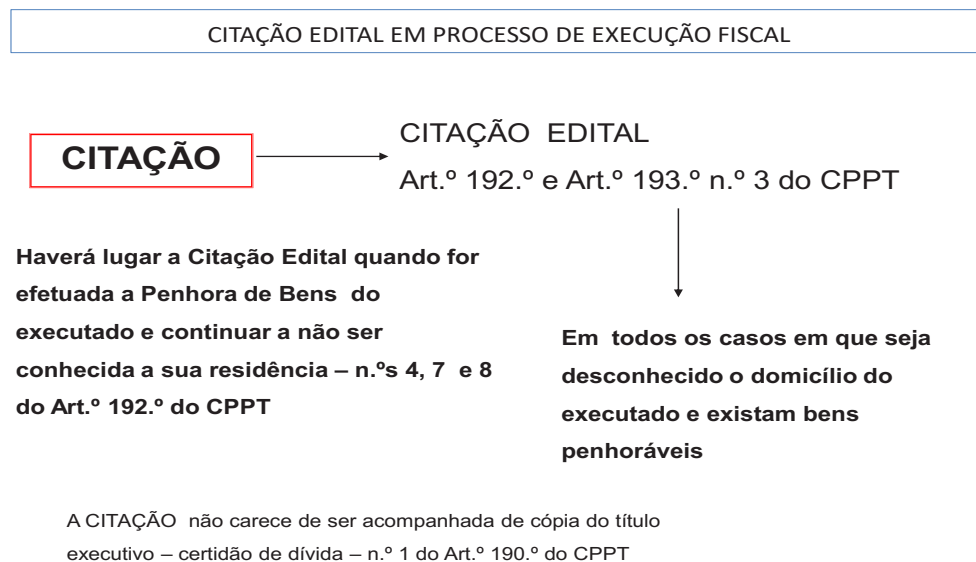 CITAÇÃO EDITAL EM PROCESSO DE EXECUÇÃO FISCAL
CITAÇÃO
CITAÇÃO EDITAL
Art.º 192.º e Art.º 193.º n.º 3 do CPPT
Haverá lugar a Citação Edital quando for
efetuada a Penhora de Bens do
executado e continuar a não ser
conhecida a sua residência – n.ºs 4, 7 e 8
do Art.º 192.º do CPPT
Em todos os casos em que seja
desconhecido o domicílio do
executado e existam bens
penhoráveis
A CITAÇÃO não carece de ser acompanhada de cópia do título
executivo – certidão de dívida – n.º 1 do Art.º 190.º do CPPT